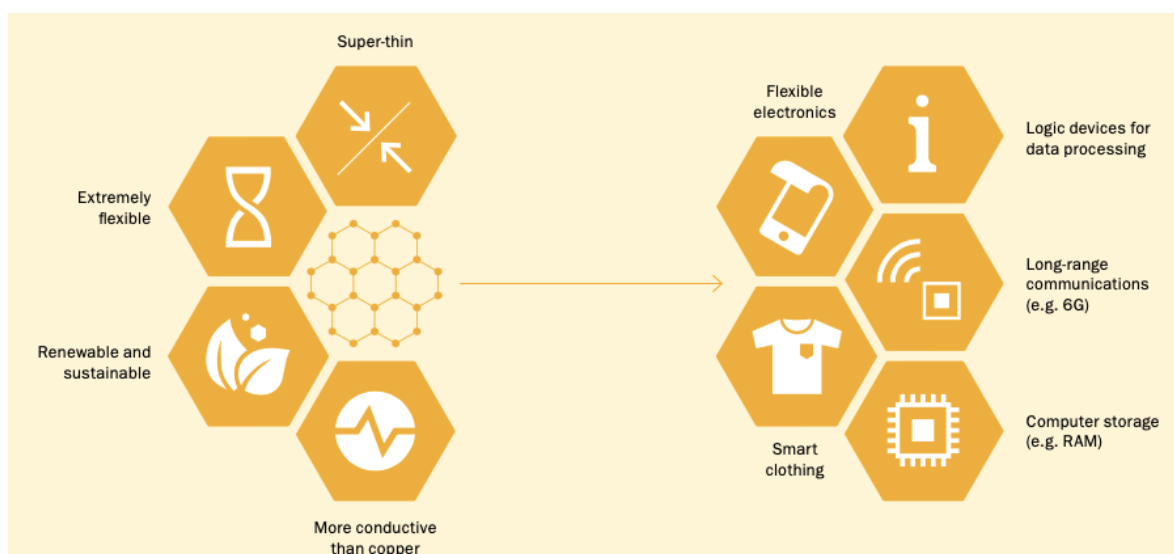 Super-thin
Extremely
flexible
Renewable and
sustainable
More conductive
than copper
Flexible
electronics
Logic devices for
data processing
Long-range
communications
(e.g. 6G)
Smart
clothing
Computer storage
(e.g. RAM)